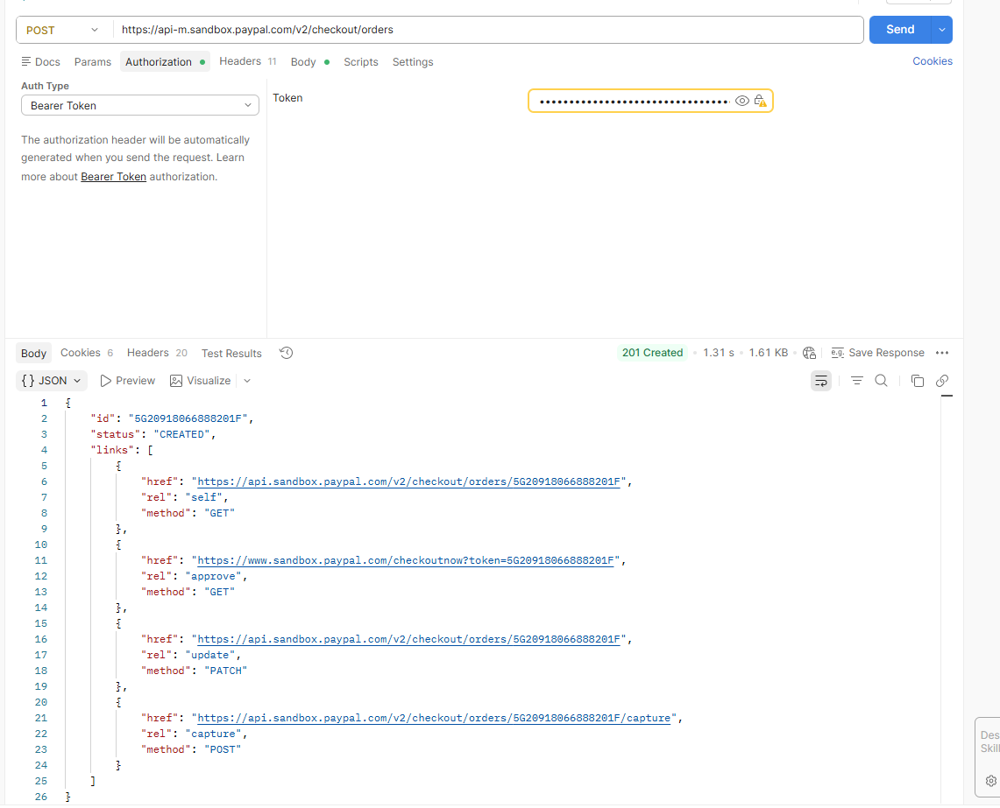 POST https://api-m.sandbox.paypal.com/v2/checkout/orders Send
Docs Params Authorization Headers 11 Body Scripts Settings Cookies
Auth Type
Bearer Token
Token
The authorization header will be automatically
generated when you send the request. Learn
more about Bearer Token authorization.
Body Cookies 6 Headers 20 Test Results 201 Created 1.31 s 1.61 KB e.g. Save Response
{} JSON Preview Visualize
1 {
2 "id": "5G20918066888201F",
3 "status": "CREATED",
4 "links": [
5 {
6 "href": "https://api.sandbox.paypal.com/v2/checkout/orders/5G20918066888201F",
7 "rel": "self",
8 "method": "GET"
9 },
10 {
11 "href": "https://www.sandbox.paypal.com/checkoutnow?token=5G20918066888201F",
12 "rel": "approve",
13 "method": "GET"
14 },
15 {
16 "href": "https://api.sandbox.paypal.com/v2/checkout/orders/5G20918066888201F",
17 "rel": "update",
18 "method": "PATCH"
19 },
20 {
21 "href": "https://api.sandbox.paypal.com/v2/checkout/orders/5G20918066888201F/capture",
22 "rel": "capture",
23 "method": "POST"
24 }
25 ]
26 }
Des
Skill